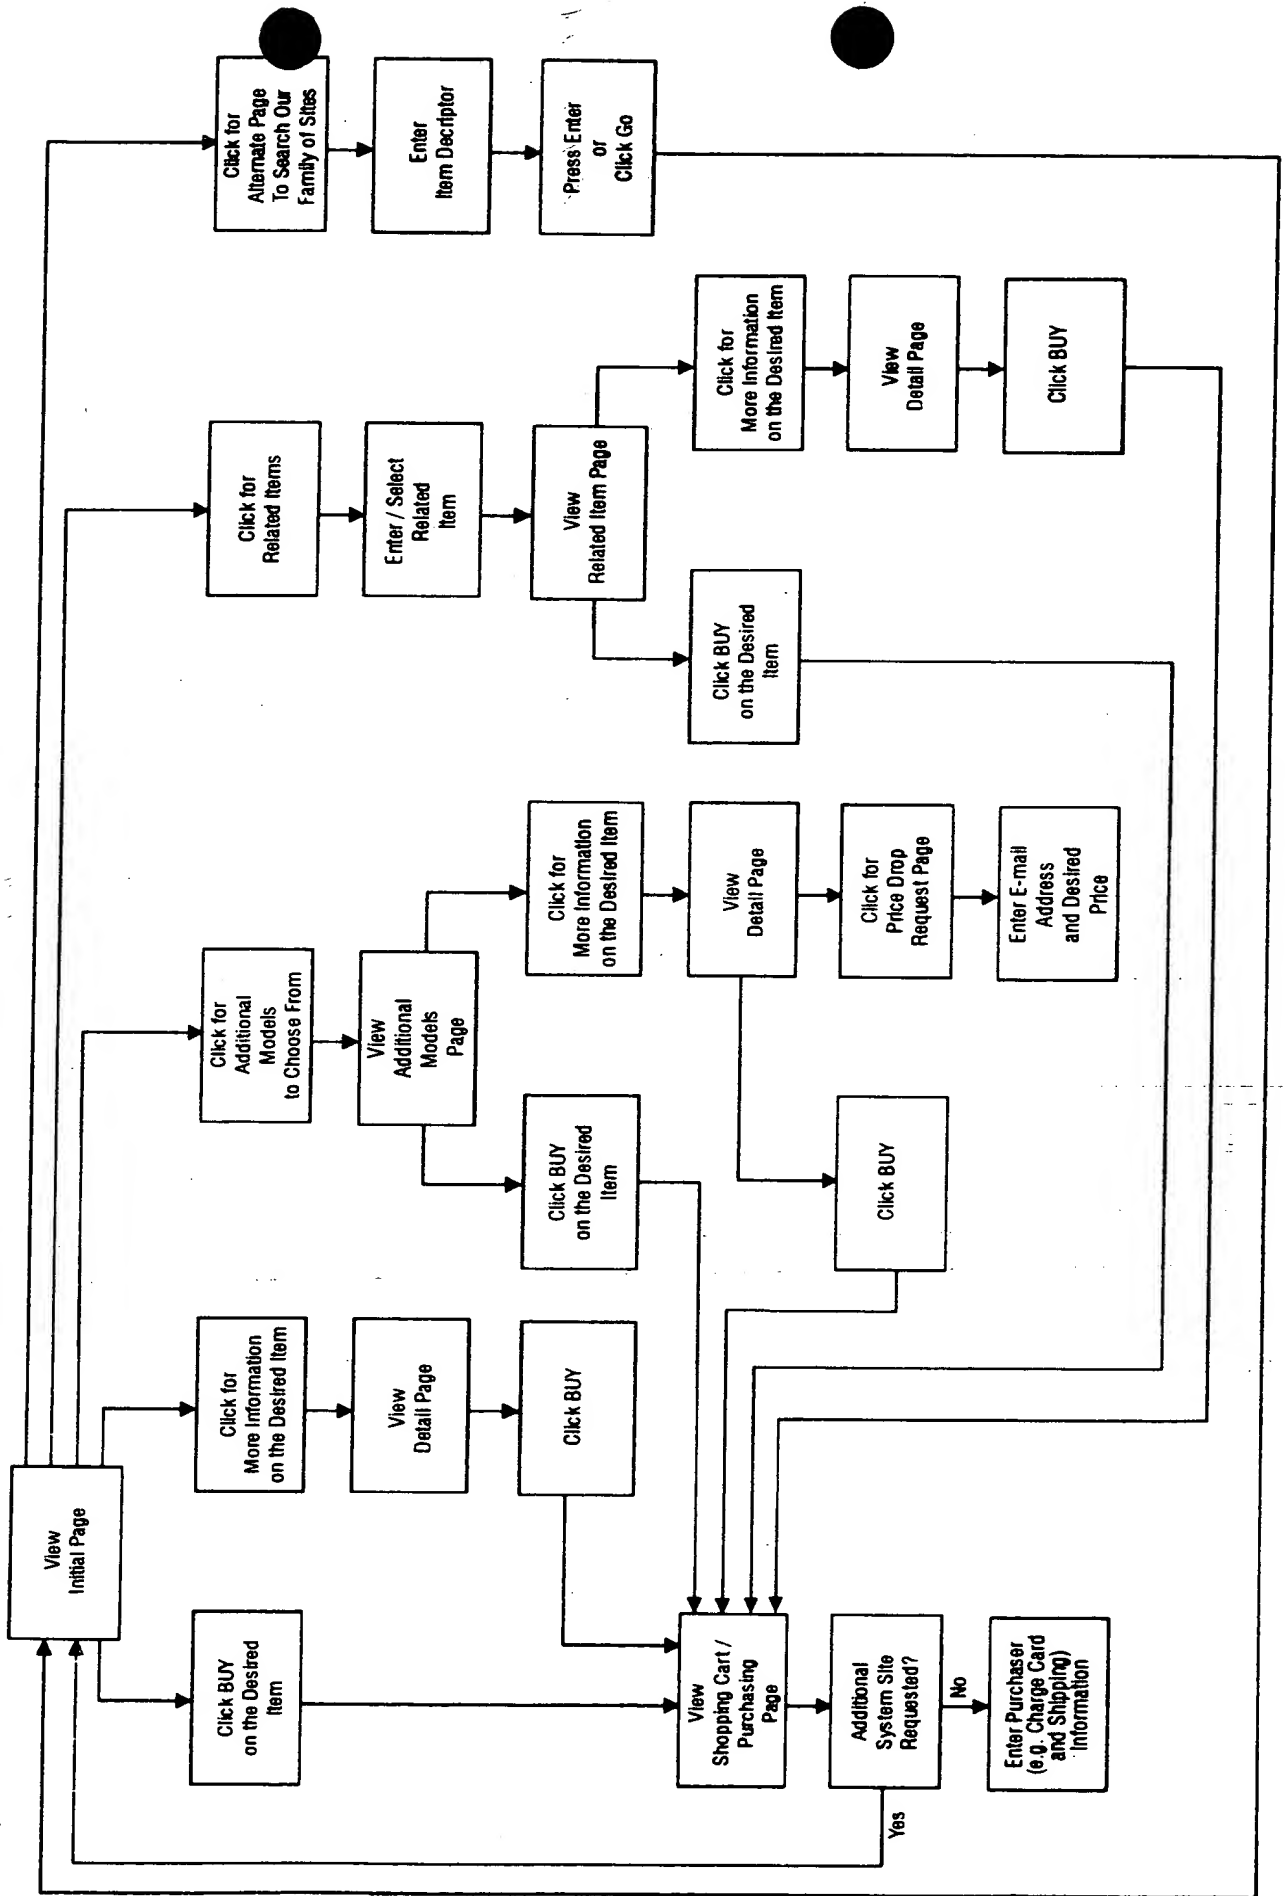 View
Initial Page
Click BUY
on the Desired
Item
Click for
More Information
on the Desired Item
Click for
Additional
Models
to Choose From
Click for
Related Items
Click for
Alternate Page
To Search Our
Family of Sites
View
Detail Page
View
Additional
Models
Page
Enter / Select
Related
Item
Enter
Item Decriptor
Click BUY
Click BUY
on the Desired
Item
Click for
More Information
on the Desired Item
View
Related Item Page
Press Enter
or
Click Go
View
Shopping Cart /
Purchasing
Page
View
Detail Page
Click BUY
on the Desired
Item
Click for
More Information
on the Desired Item
Additional
System Site
Requested?
Yes
No
Click BUY
Click for
Price Drop
Request Page
View
Detail Page
Enter Purchaser
(e.g. Charge Card
and Shipping)
Information
Enter E-mail
Address
and Desired
Price
Click BUY